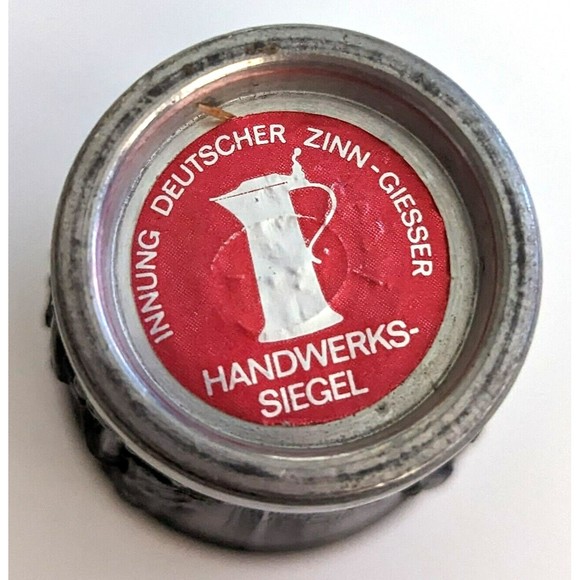 INNUNG DEUTSCHER ZINN-GIESSER
HANDWERKS-
SIEGEL